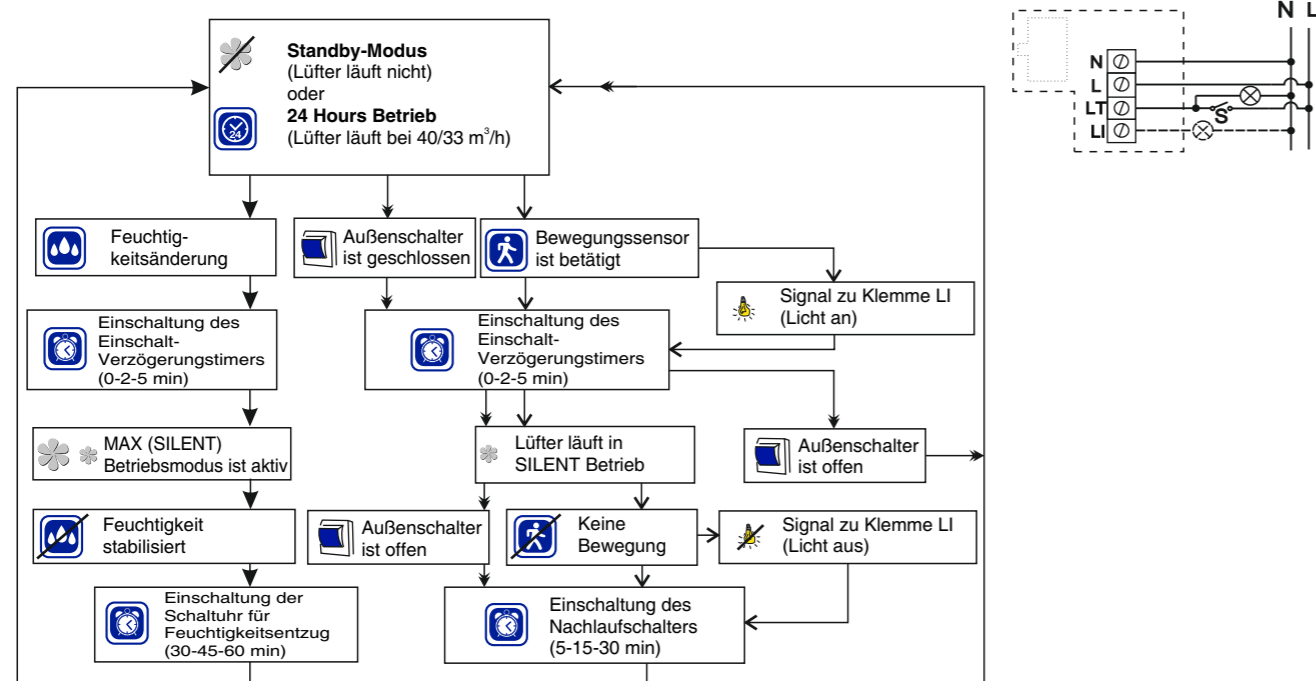 Standby-Modus
(Lüfter läuft nicht)
oder
24 Hours Betrieb
(Lüfter läuft bei 40/33 m³/h)
24
N L
N
L
LT
S
LI
Feuchtig-
keitsänderung
Außenschalter
ist geschlossen
Bewegungssensor
ist betätigt
Signal zu Klemme LI
(Licht an)
Einschaltung des
Einschalt-
Verzögerungstimers
(0-2-5 min)
Einschaltung des
Einschalt-
Verzögerungstimers
(0-2-5 min)
MAX (SILENT)
Betriebsmodus ist aktiv
Lüfter läuft in
SILENT Betrieb
Außenschalter
ist offen
Feuchtigkeit
stabilisiert
Außenschalter
ist offen
Keine
Bewegung
Signal zu Klemme LI
(Licht aus)
Einschaltung der
Schaltuhr für
Feuchtigkeitsentzug
(30-45-60 min)
Einschaltung des
Nachlaufschalters
(5-15-30 min)